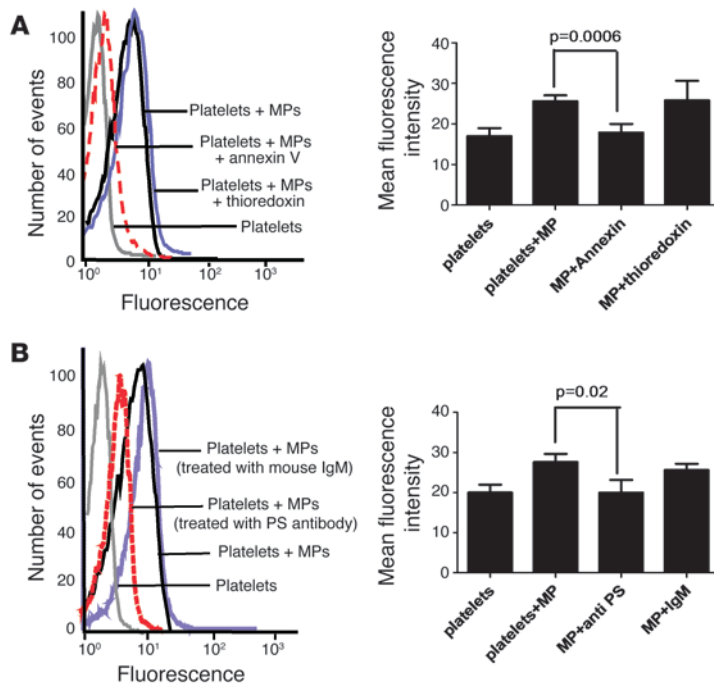 A
Number of events
100
80
60
40
20
0
10⁰
10¹
10²
10³
Fluorescence
Platelets + MPs
Platelets + MPs
+ annexin V
Platelets + MPs
+ thioredoxin
Platelets
Mean fluorescence
intensity
40
30
20
10
0
p=0.0006
platelets
platelets+MP
MP+Annexin
MP+thioredoxin
B
Number of events
100
80
60
40
20
0
10⁰
10¹
10²
10³
Fluorescence
Platelets + MPs
(treated with mouse IgM)
Platelets + MPs
(treated with PS antibody)
Platelets + MPs
Platelets
Mean fluorescence
intensity
40
30
20
10
0
p=0.02
platelets
platelets+MP
MP+anti PS
MP+IgM